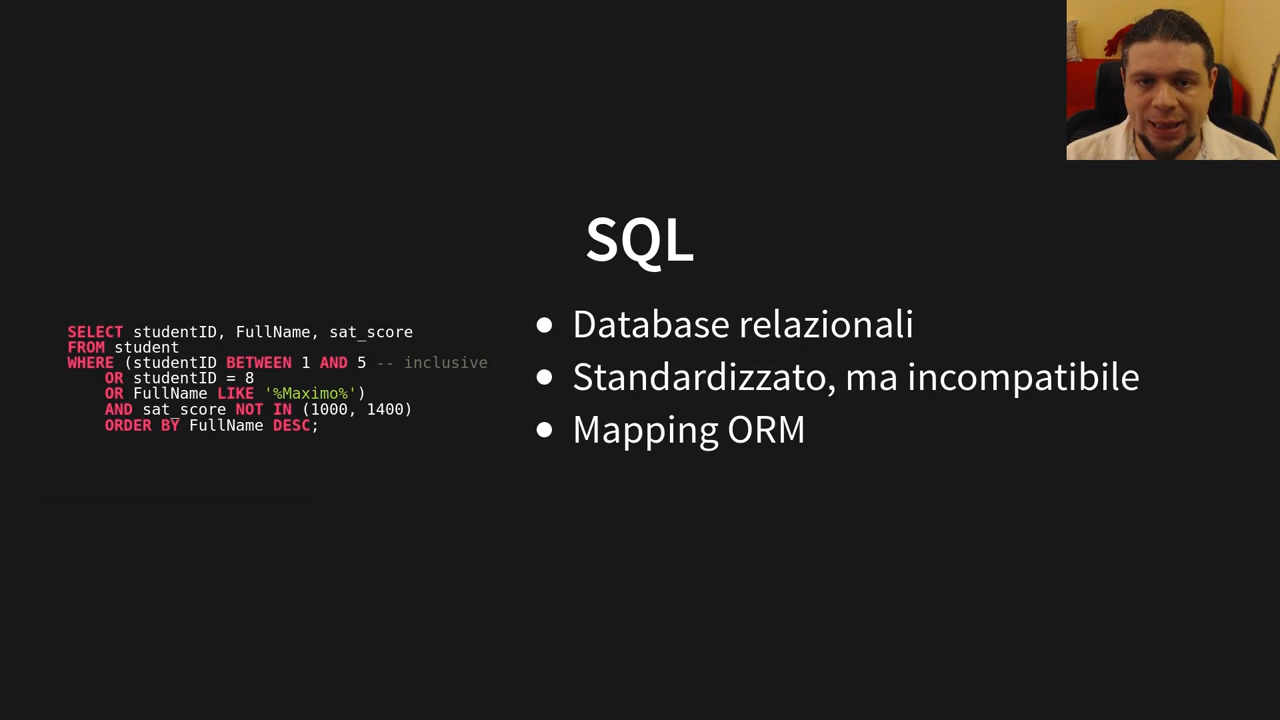 SQL
SELECT studentID, FullName, sat_score
FROM student
WHERE (studentID BETWEEN 1 AND 5 -- inclusive
OR studentID = 8
OR FullName LIKE '%Maximo%')
AND sat_score NOT IN (1000, 1400)
ORDER BY FullName DESC;
Database relazionali
Standardizzato, ma incompatibile
Mapping ORM